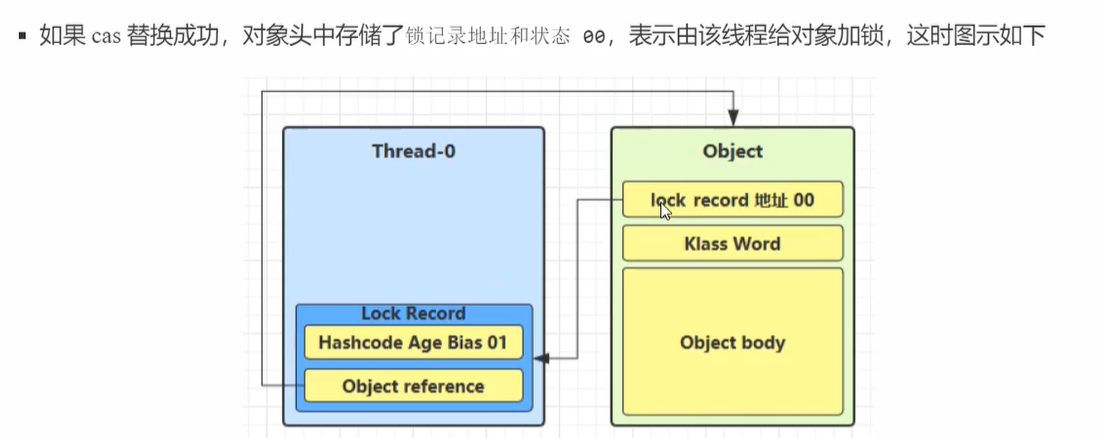 ▪ 如果 cas 替换成功，对象头中存储了锁记录地址和状态 00，表示由该线程给对象加锁，这时图示如下
Thread-0
Object
lock record 地址 00
Klass Word
Lock Record
Hashcode Age Bias 01
Object reference
Object body